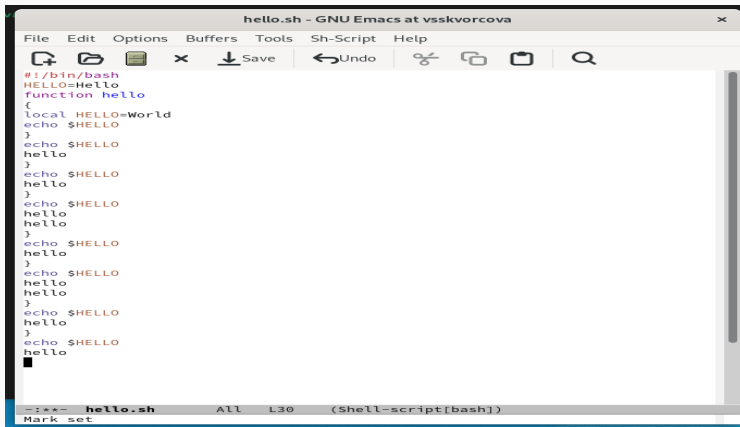 hello.sh - GNU Emacs at vsskvorcova
File Edit Options Buffers Tools Sh-Script Help
Save Undo
#!/bin/bash
HELLO=Hello
function hello
{
local HELLO=World
echo $HELLO
}
echo $HELLO
hello
}
echo $HELLO
hello
}
echo $HELLO
hello
hello
}
echo $HELLO
hello
}
echo $HELLO
hello
hello
}
echo $HELLO
hello
}
echo $HELLO
hello
-:**- hello.sh All L30 (Shell-script[bash])
Mark set